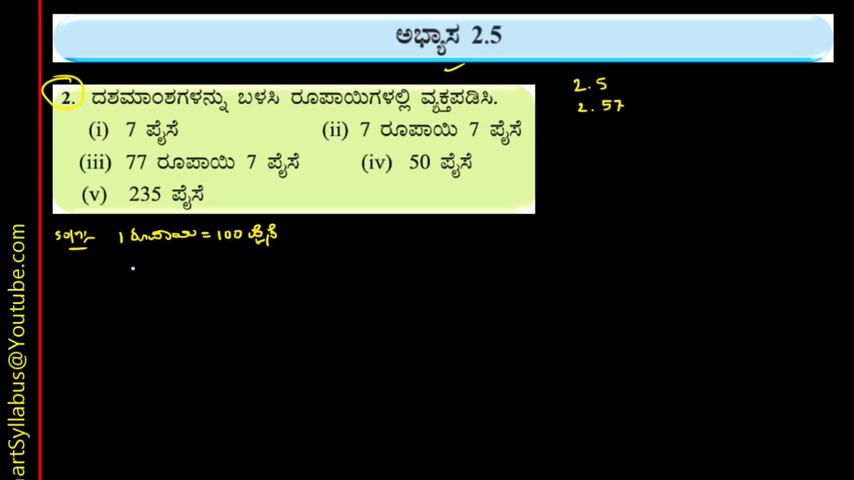 ಅಭ್ಯಾಸ 2.5
2. ದಶಮಾಂಶಗಳನ್ನು ಬಳಸಿ ರೂಪಾಯಿಗಳಲ್ಲಿ ವ್ಯಕ್ತಪಡಿಸಿ.
(i) 7 ಪೈಸೆ (ii) 7 ರೂಪಾಯಿ 7 ಪೈಸೆ
(iii) 77 ರೂಪಾಯಿ 7 ಪೈಸೆ (iv) 50 ಪೈಸೆ
(v) 235 ಪೈಸೆ
2.5
2.57
soln:- 1 ರೂಪಾಯಿ = 100 ಪೈಸೆ
artSyllabus@Youtube.com